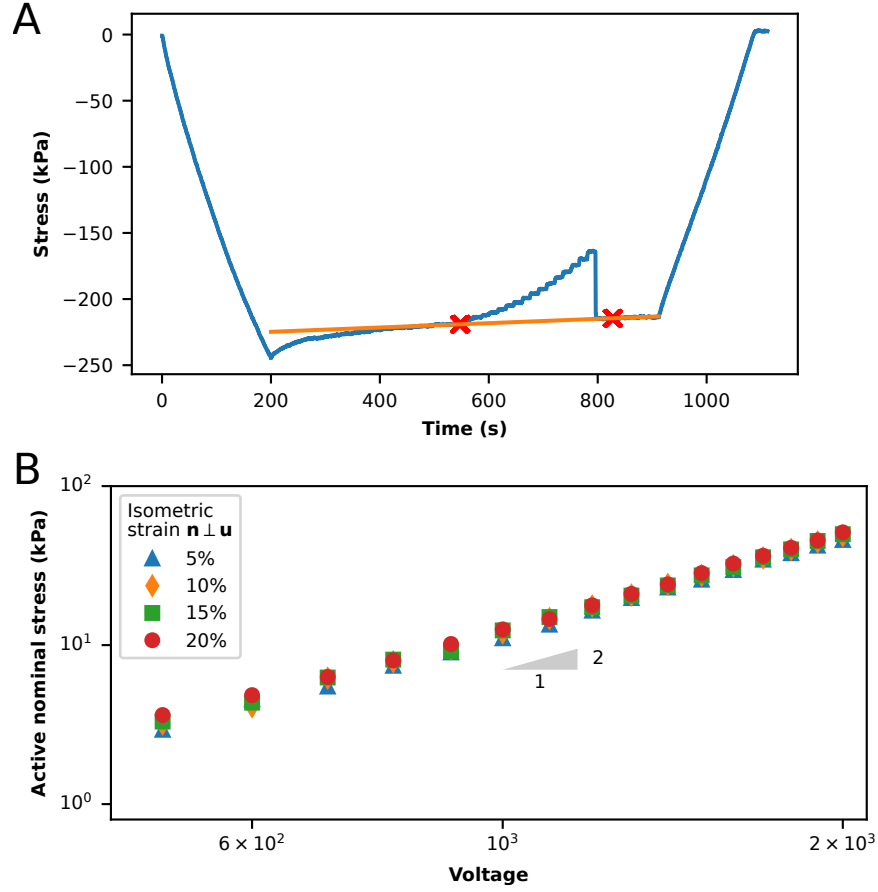 A
0
−50
−100
−150
−200
−250
Stress (kPa)
0 200 400 600 800 1000
Time (s)
B
10²
10¹
10⁰
Active nominal stress (kPa)
Isometric
strain n ⊥ u
5%
10%
15%
20%
2
1
6 × 10² 10³ 2 × 10³
Voltage